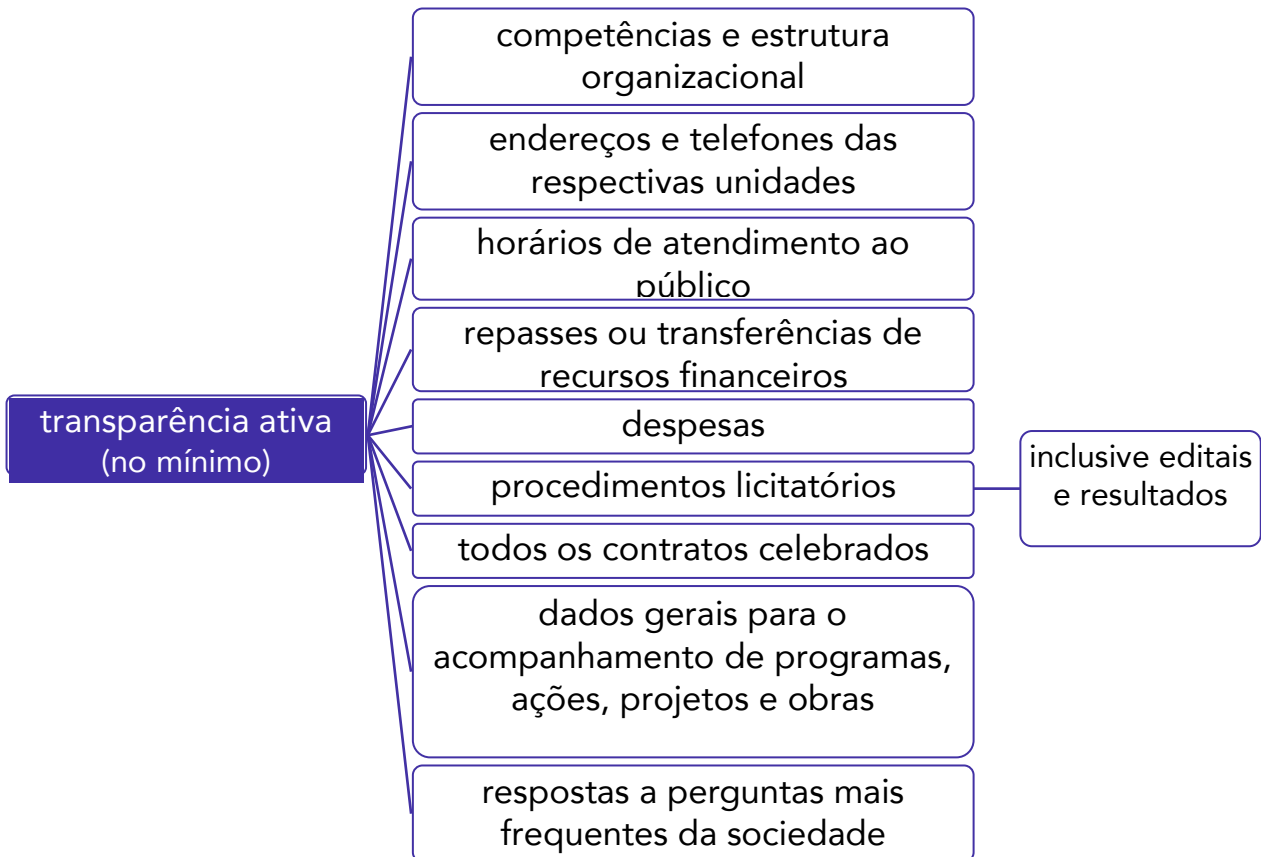 competências e estrutura
organizacional
endereços e telefones das
respectivas unidades
horários de atendimento ao
público
repasses ou transferências de
recursos financeiros
transparência ativa
(no mínimo)
despesas
procedimentos licitatórios
inclusive editais
e resultados
todos os contratos celebrados
dados gerais para o
acompanhamento de programas,
ações, projetos e obras
respostas a perguntas mais
frequentes da sociedade